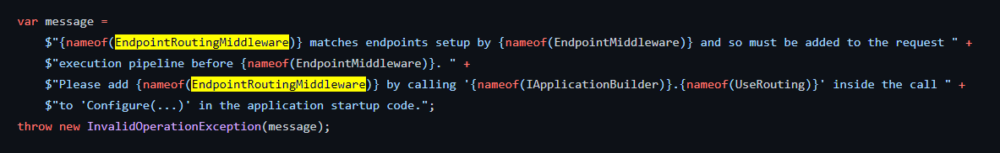 var message =
$"{nameof(EndpointRoutingMiddleware)} matches endpoints setup by {nameof(EndpointMiddleware)} and so must be added to the request " +
$"execution pipeline before {nameof(EndpointMiddleware)}. " +
$"Please add {nameof(EndpointRoutingMiddleware)} by calling '{nameof(IApplicationBuilder)}.{nameof(UseRouting)}' inside the call " +
$"to 'Configure(...)' in the application startup code.";
throw new InvalidOperationException(message);